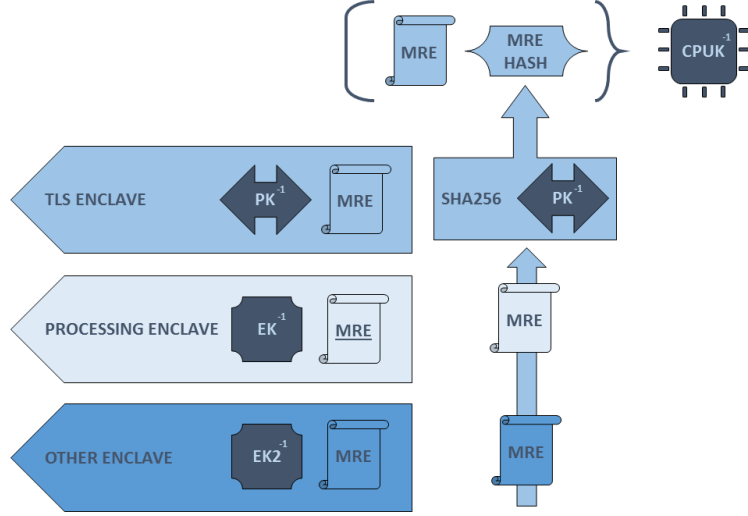 MRE
MRE
HASH
CPUK⁻¹
TLS ENCLAVE
PK⁻¹
MRE
SHA256
PK⁻¹
PROCESSING ENCLAVE
EK⁻¹
MRE
MRE
OTHER ENCLAVE
EK2⁻¹
MRE
MRE